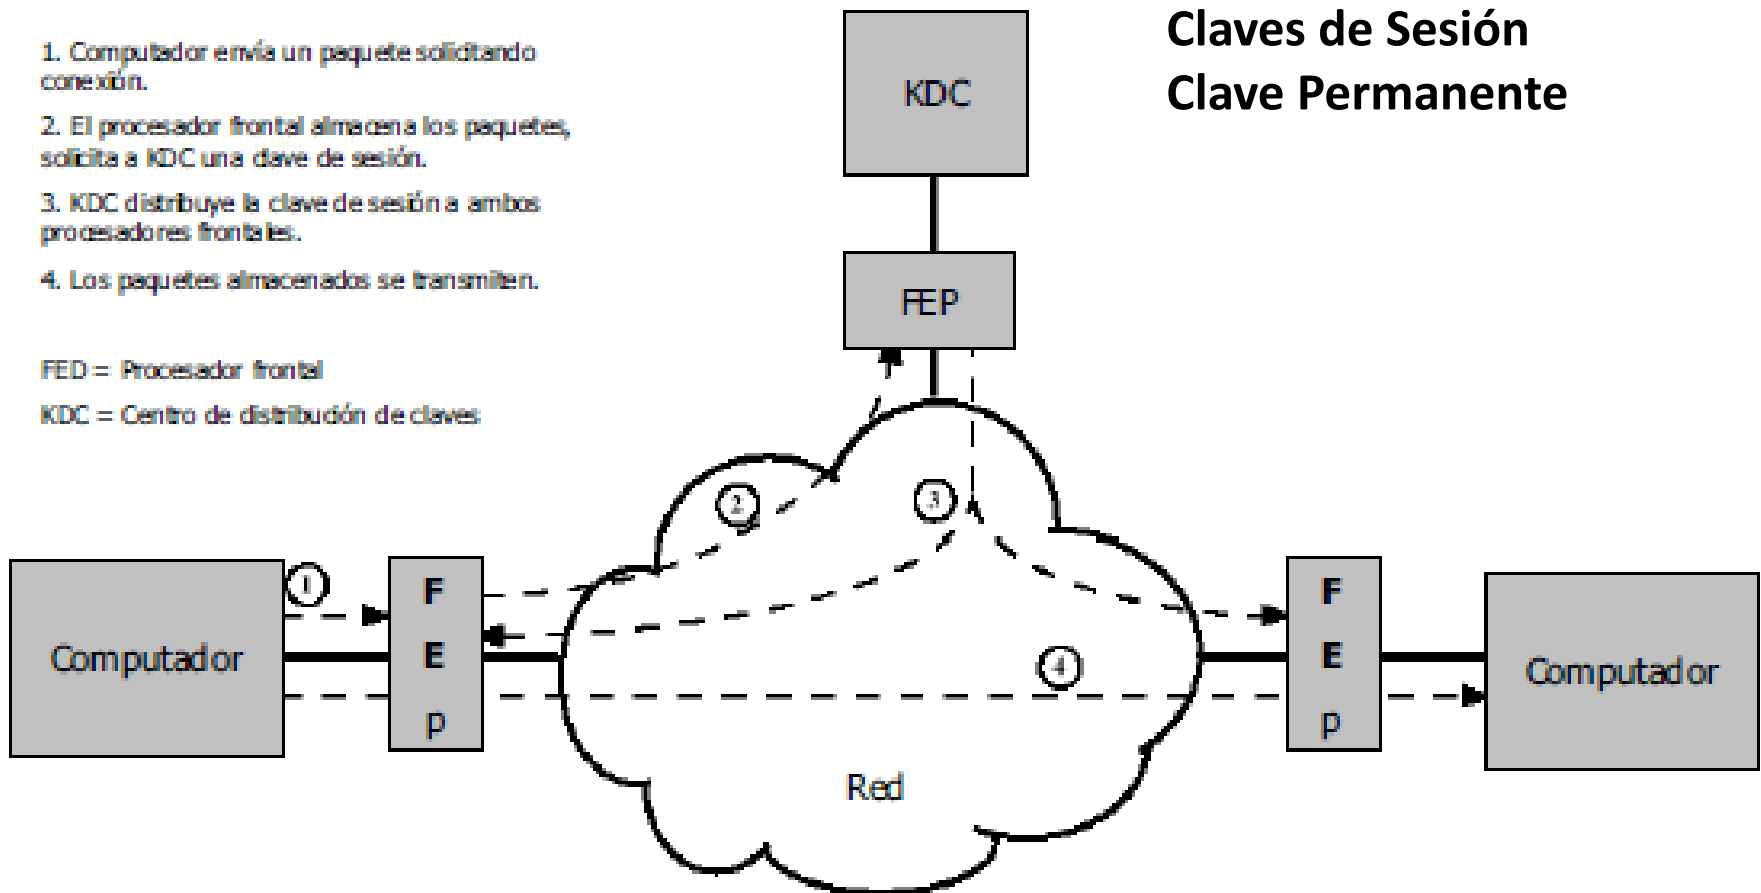 Claves de Sesión
Clave Permanente
1. Computador envía un paquete solicitando
conexión.
2. El procesador frontal almacena los paquetes,
solicita a KDC una clave de sesión.
3. KDC distribuye la clave de sesión a ambos
procesadores frontales.
4. Los paquetes almacenados se transmiten.
FED = Procesador frontal
KDC = Centro de distribución de claves
KDC
FEP
2
3
1
F
E
p
F
E
p
Computador
4
Computador
Red